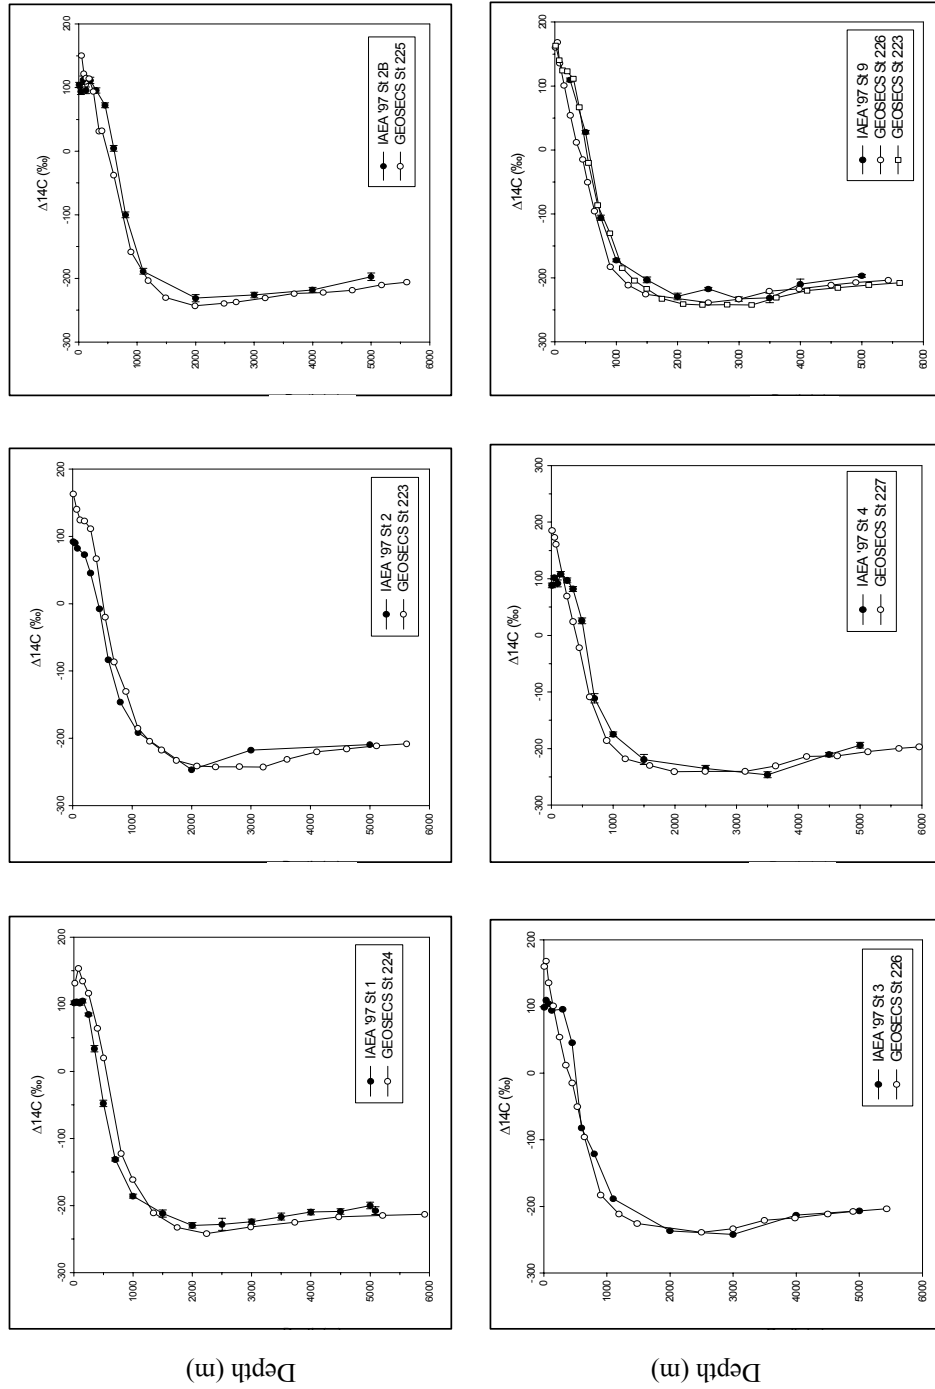 Δ14C (‰)
-300 -200 -100 0 100 200
0
1000
2000
3000
4000
5000
6000
IAEA '97 St 2B
GEOSECS St 225
Δ14C (‰)
-300 -200 -100 0 100 200
0
1000
2000
3000
4000
5000
6000
IAEA '97 St 9
GEOSECS St 226
GEOSECS St 223
Δ14C (‰)
-300 -200 -100 0 100 200
0
1000
2000
3000
4000
5000
6000
IAEA '97 St 2
GEOSECS St 223
Δ14C (‰)
-300 -200 -100 0 100 200 300
0
1000
2000
3000
4000
5000
6000
IAEA '97 St 4
GEOSECS St 227
Δ14C (‰)
-300 -200 -100 0 100 200
0
1000
2000
3000
4000
5000
6000
IAEA '97 St 1
GEOSECS St 224
Δ14C (‰)
-300 -200 -100 0 100 200
0
1000
2000
3000
4000
5000
6000
IAEA '97 St 3
GEOSECS St 226
Depth (m)
Depth (m)